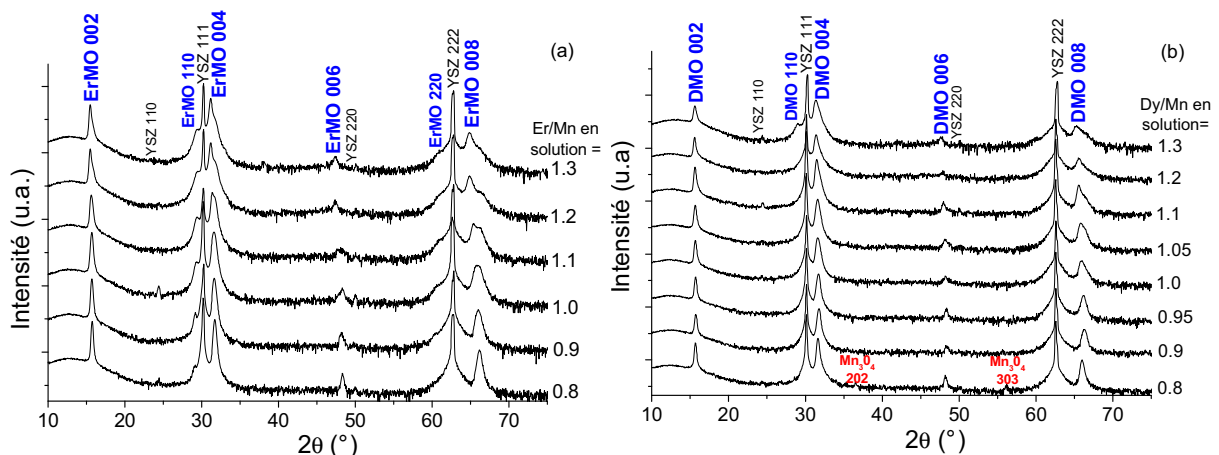 ErMO 002
YSZ 110
ErMO 110
YSZ 111
ErMO 004
ErMO 006
YSZ 220
ErMO 220
YSZ 222
ErMO 008
(a)
Er/Mn en
solution =
1.3
1.2
1.1
1.0
0.9
0.8
Intensité (u.a.)
10 20 30 40 50 60 70
2θ (°)
DMO 002
YSZ 110
DMO 110
YSZ 111
DMO 004
DMO 006
YSZ 220
YSZ 222
DMO 008
(b)
Dy/Mn en
solution=
1.3
1.2
1.1
1.05
1.0
0.95
0.9
0.8
Mn₃0₄
202
Mn₃0₄
303
Intensité (u.a)
10 20 30 40 50 60 70
2θ (°)